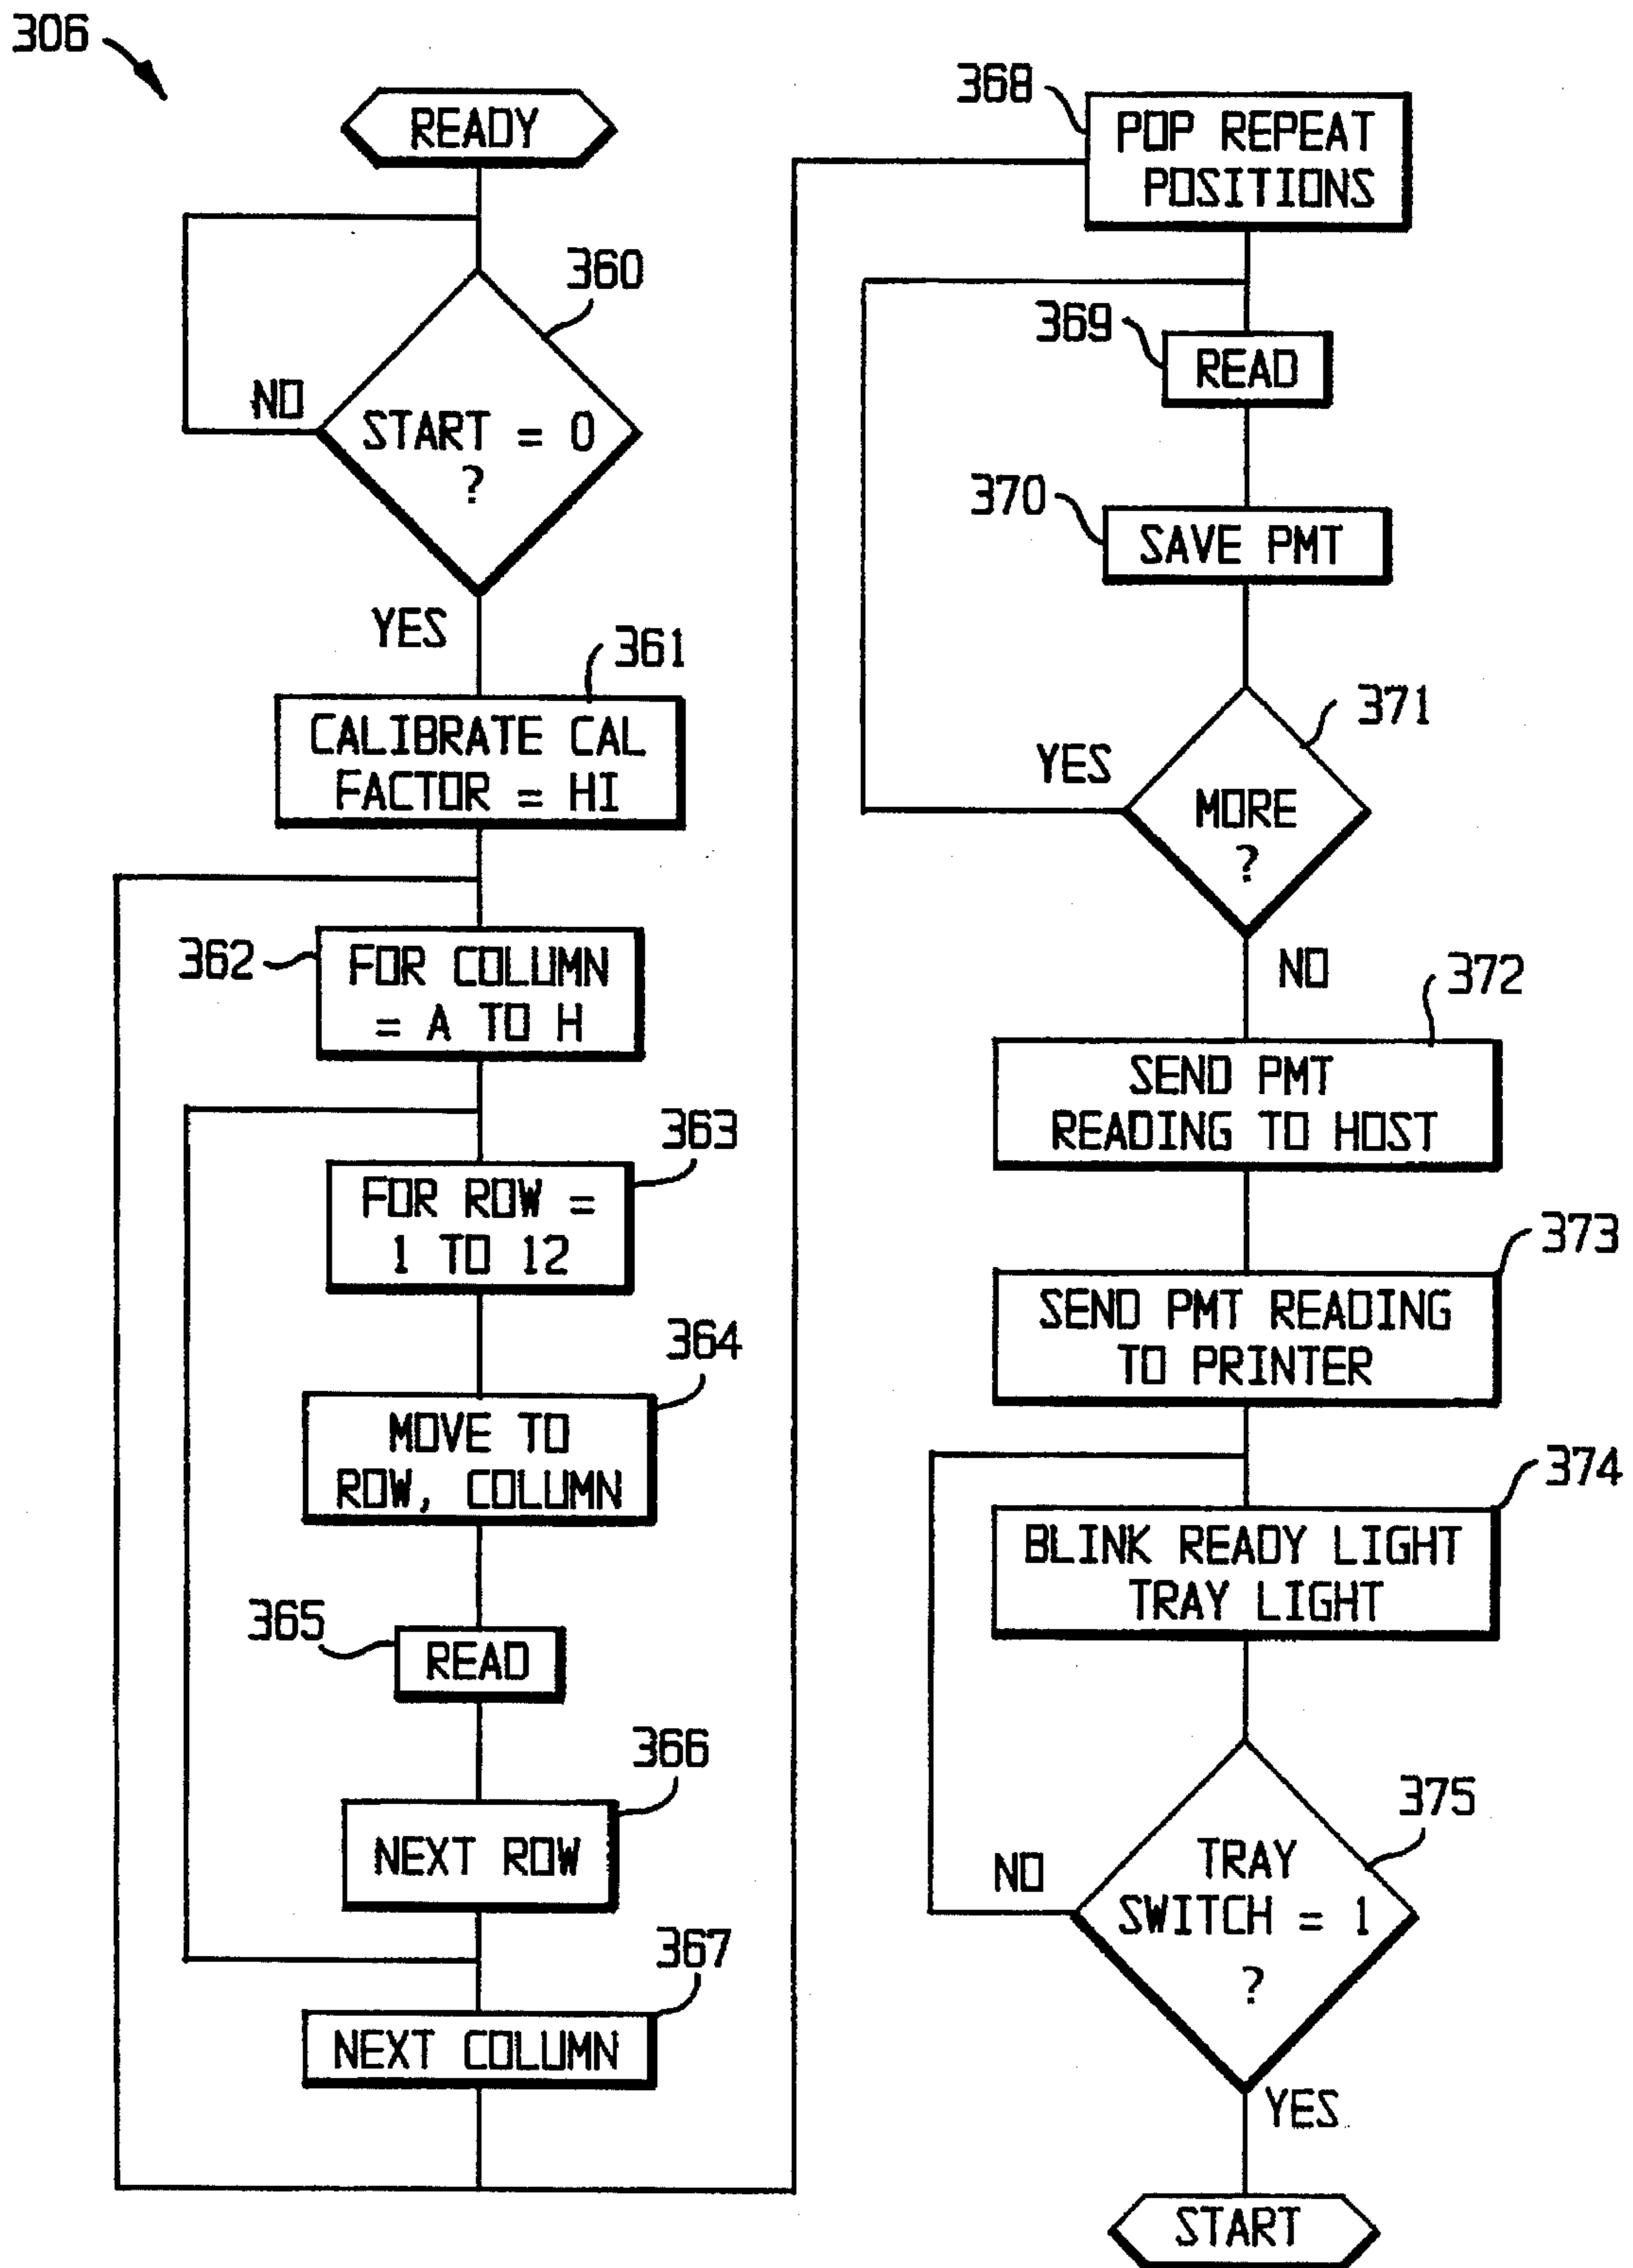 306
READY
360
NO
START = 0
?
YES
361
CALIBRATE CAL
FACTOR = HI
362
FOR COLUMN
= A TO H
363
FOR ROW =
1 TO 12
364
MOVE TO
ROW, COLUMN
365
READ
366
NEXT ROW
367
NEXT COLUMN
368
POP REPEAT
POSITIONS
369
READ
370
SAVE PMT
371
YES
MORE
?
NO
372
SEND PMT
READING TO HOST
373
SEND PMT READING
TO PRINTER
374
BLINK READY LIGHT
TRAY LIGHT
375
NO
TRAY
SWITCH = 1
?
YES
START